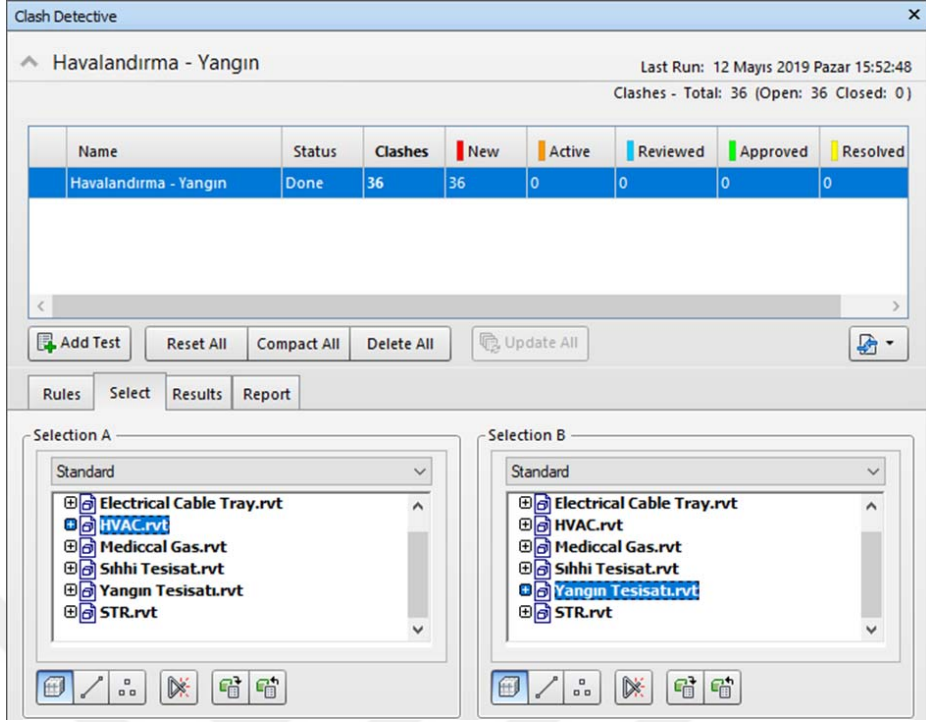 Clash Detective
Havalandırma - Yangın
Last Run: 12 Mayıs 2019 Pazar 15:52:48
Clashes - Total: 36 (Open: 36 Closed: 0)
Name Status Clashes New Active Reviewed Approved Resolved
Havalandırma - Yangın Done 36 36 0 0 0 0
Add Test Reset All Compact All Delete All Update All
Rules Select Results Report
Selection A Selection B
Standard Standard
Electrical Cable Tray.rvt Electrical Cable Tray.rvt
HVAC.rvt HVAC.rvt
Mediccal Gas.rvt Mediccal Gas.rvt
Sıhhi Tesisat.rvt Sıhhi Tesisat.rvt
Yangın Tesisatı.rvt Yangın Tesisatı.rvt
STR.rvt STR.rvt